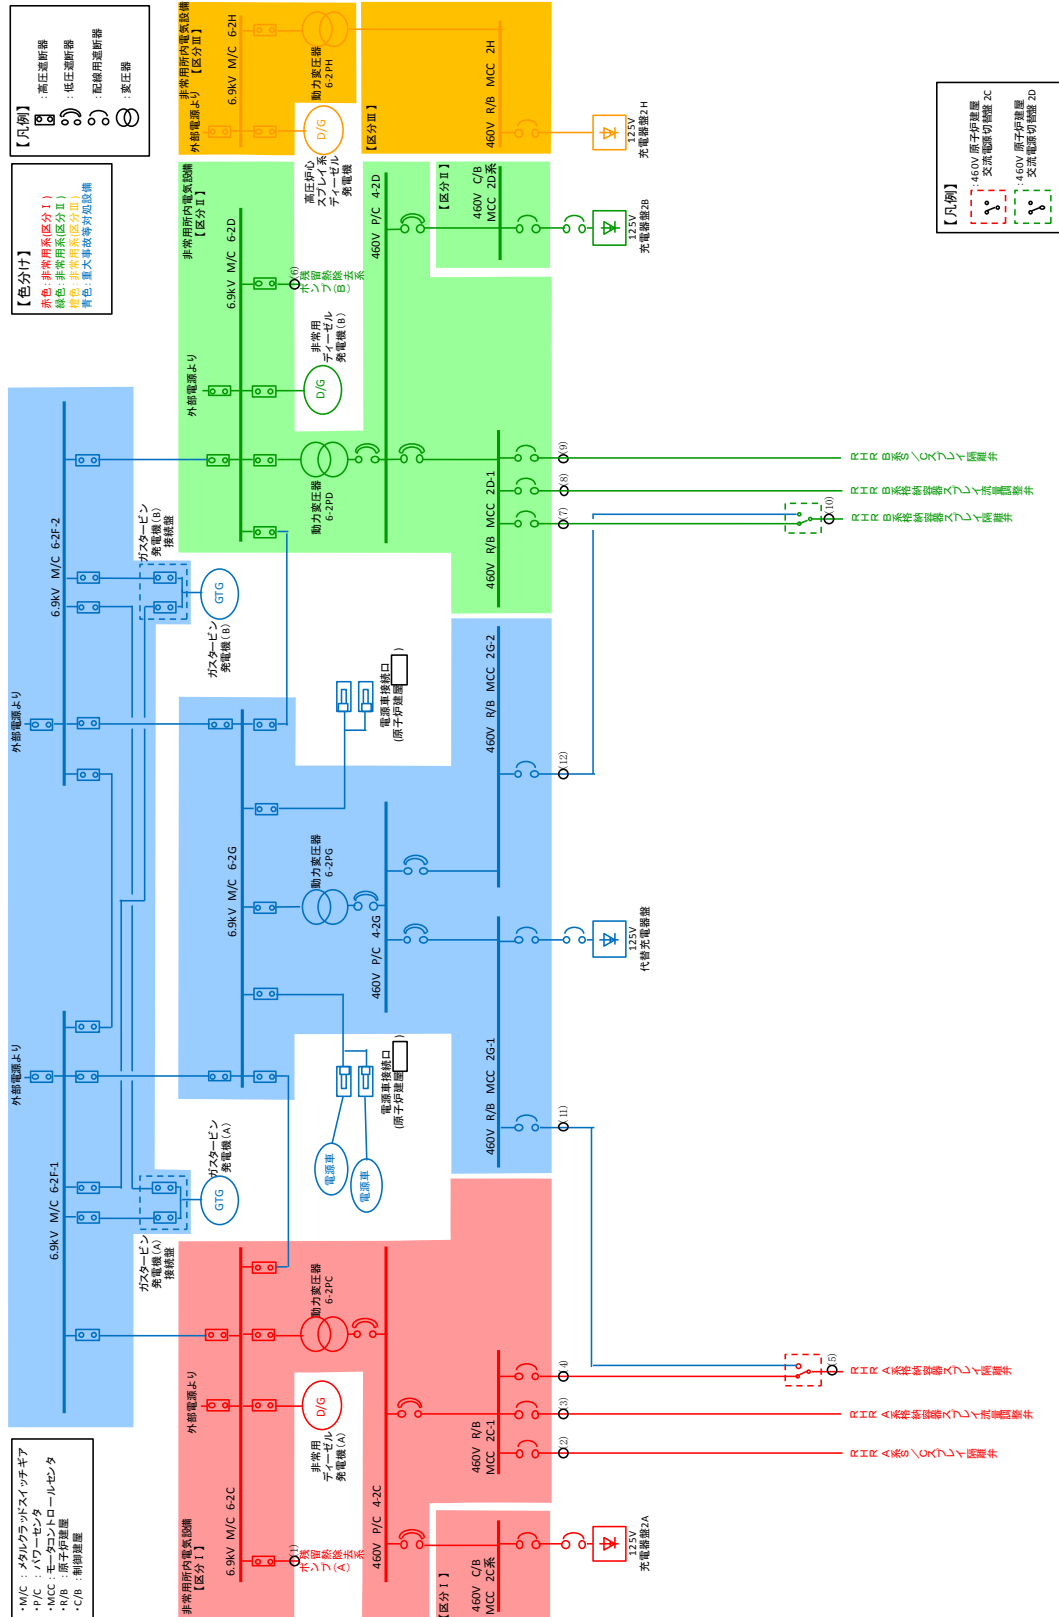 【凡例】
：高圧遮断器
：低圧遮断器
：配線用遮断器
：変圧器
【色分け】
赤色：非常用系(区分Ⅰ)
緑色：非常用系(区分Ⅱ)
橙色：非常用系(区分Ⅲ)
青色：重大事故等対処設備
【凡例】
：460V 原子炉建屋
交流電源切替盤 2C
：460V 原子炉建屋
交流電源切替盤 2D
・M/C ：メタルクラッドスイッチギア
・P/C ：パワーセンタ
・MCC ：モータコントロールセンタ
・R/B ：原子炉建屋
・C/B ：制御建屋
非常用所内電気設備
【区分Ⅲ】
外部電源より
6.9kV M/C 6-2H
動力変圧器
6-2PH
D/G
高圧炉心
スプレイ系
ディーゼル
発電機
【区分Ⅲ】
460V R/B MCC 2H
125V
充電器盤2H
非常用所内電気設備
【区分Ⅱ】
外部電源より
6.9kV M/C 6-2D
(6)
残留熱除去系
ポンプ(B)
D/G
非常用
ディーゼル
発電機(B)
動力変圧器
6-2PD
460V P/C 4-2D
【区分Ⅱ】
460V C/B
MCC 2D系
125V
充電器盤2B
460V R/B MCC 2D-1
(9)
(8)
(7)
(10)
RHR B系S/Cスプレイ隔離弁
RHR B系格納容器スプレイ流量調整弁
RHR B系格納容器スプレイ隔離弁
外部電源より
6.9kV M/C 6-2F-2
ガスタービン
発電機(B)
接続盤
GTG
ガスタービン
発電機(B)
外部電源より
6.9kV M/C 6-2F-1
ガスタービン
発電機(A)
接続盤
GTG
ガスタービン
発電機(A)
6.9kV M/C 6-2G
動力変圧器
6-2PG
460V P/C 4-2G
電源車接続口
(原子炉建屋 )
電源車接続口
(原子炉建屋 )
電源車
電源車
460V R/B MCC 2G-2
(12)
460V R/B MCC 2G-1
(11)
125V
代替充電器盤
非常用所内電気設備
【区分Ⅰ】
外部電源より
6.9kV M/C 6-2C
(1)
残留熱除去系
ポンプ(A)
D/G
非常用
ディーゼル
発電機(A)
動力変圧器
6-2PC
460V P/C 4-2C
【区分Ⅰ】
460V C/B
MCC 2C系
125V
充電器盤2A
460V R/B
MCC 2C-1
(4)
(3)
(2)
(5)
RHR A系格納容器スプレイ隔離弁
RHR A系格納容器スプレイ流量調整弁
RHR A系S/Cスプレイ隔離弁